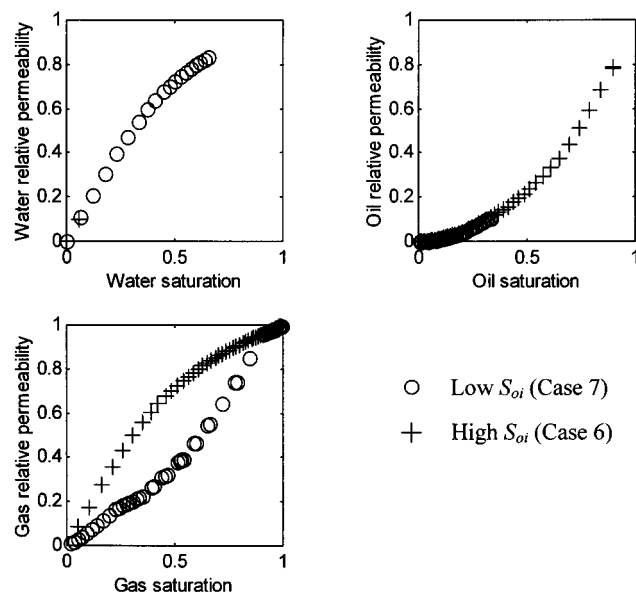 1
0.8
0.6
0.4
0.2
0
0 0.5 1
Water relative permeability
Water saturation
1
0.8
0.6
0.4
0.2
0
0 0.5 1
Oil relative permeability
Oil saturation
1
0.8
0.6
0.4
0.2
0
0 0.5 1
Gas relative permeability
Gas saturation
Low Soi (Case 7)
High Soi (Case 6)